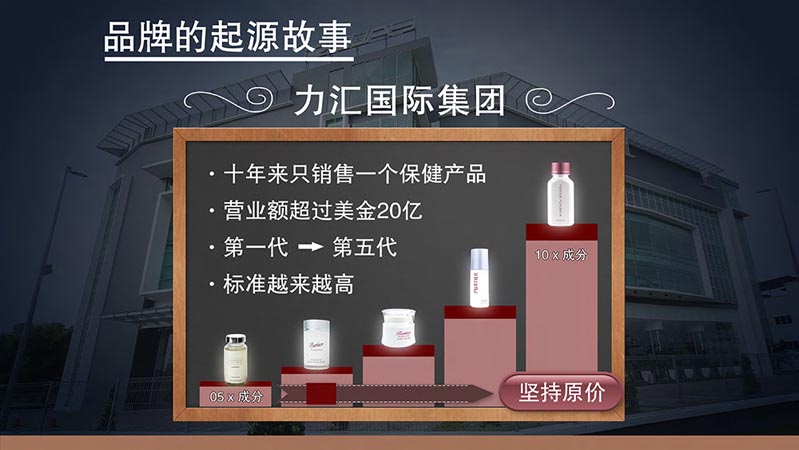 品牌的起源故事
力汇国际集团
·十年来只销售一个保健产品
·营业额超过美金20亿
·第一代 ➡ 第五代
·标准越来越高
10 x 成分
05 x 成分
坚持原价